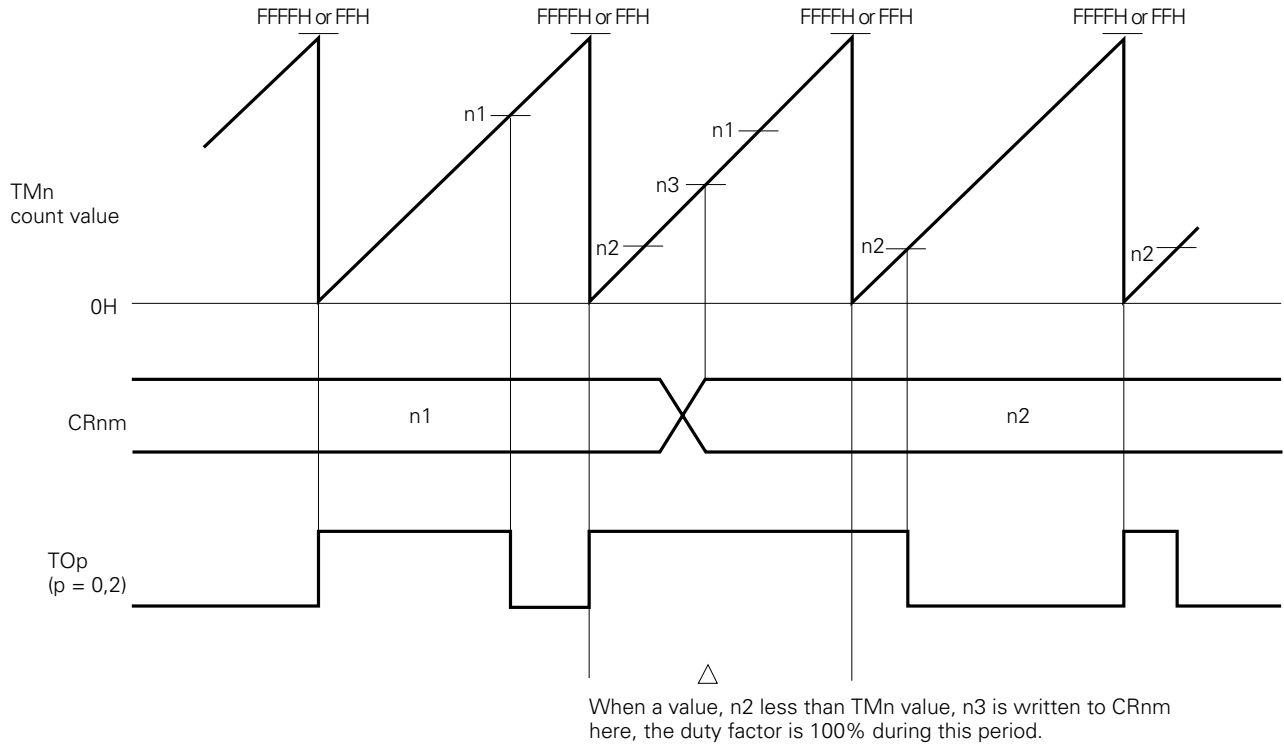 FFFFH or FFH
FFFFH or FFH
FFFFH or FFH
FFFFH or FFH
n1
n1
n3
n2
n2
n2
TMn
count value
0H
CRnm
n1
n2
TOp
(p = 0,2)
When a value, n2 less than TMn value, n3 is written to CRnm
here, the duty factor is 100% during this period.